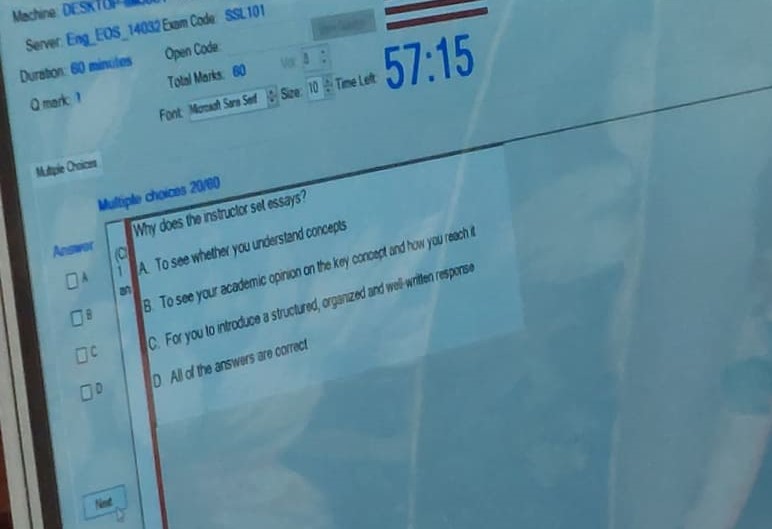 Machine: DESKTOP
Server: Eng_EOS_14032 Exam Code: SSL101
Duration: 60 minutes Open Code:
Q mark: 1 Total Marks: 60
Font: Microsoft Sans Serif Size: 10 Time Left: 57:15
Multiple Choices
Multiple choices 20/60
Answer
Why does the instructor set essays?
A. To see whether you understand concepts
B. To see your academic opinion on the key concept and how you reach it
C. For you to introduce a structured, organized and well-written response
D. All of the answers are correct
A
B
C
D
Next